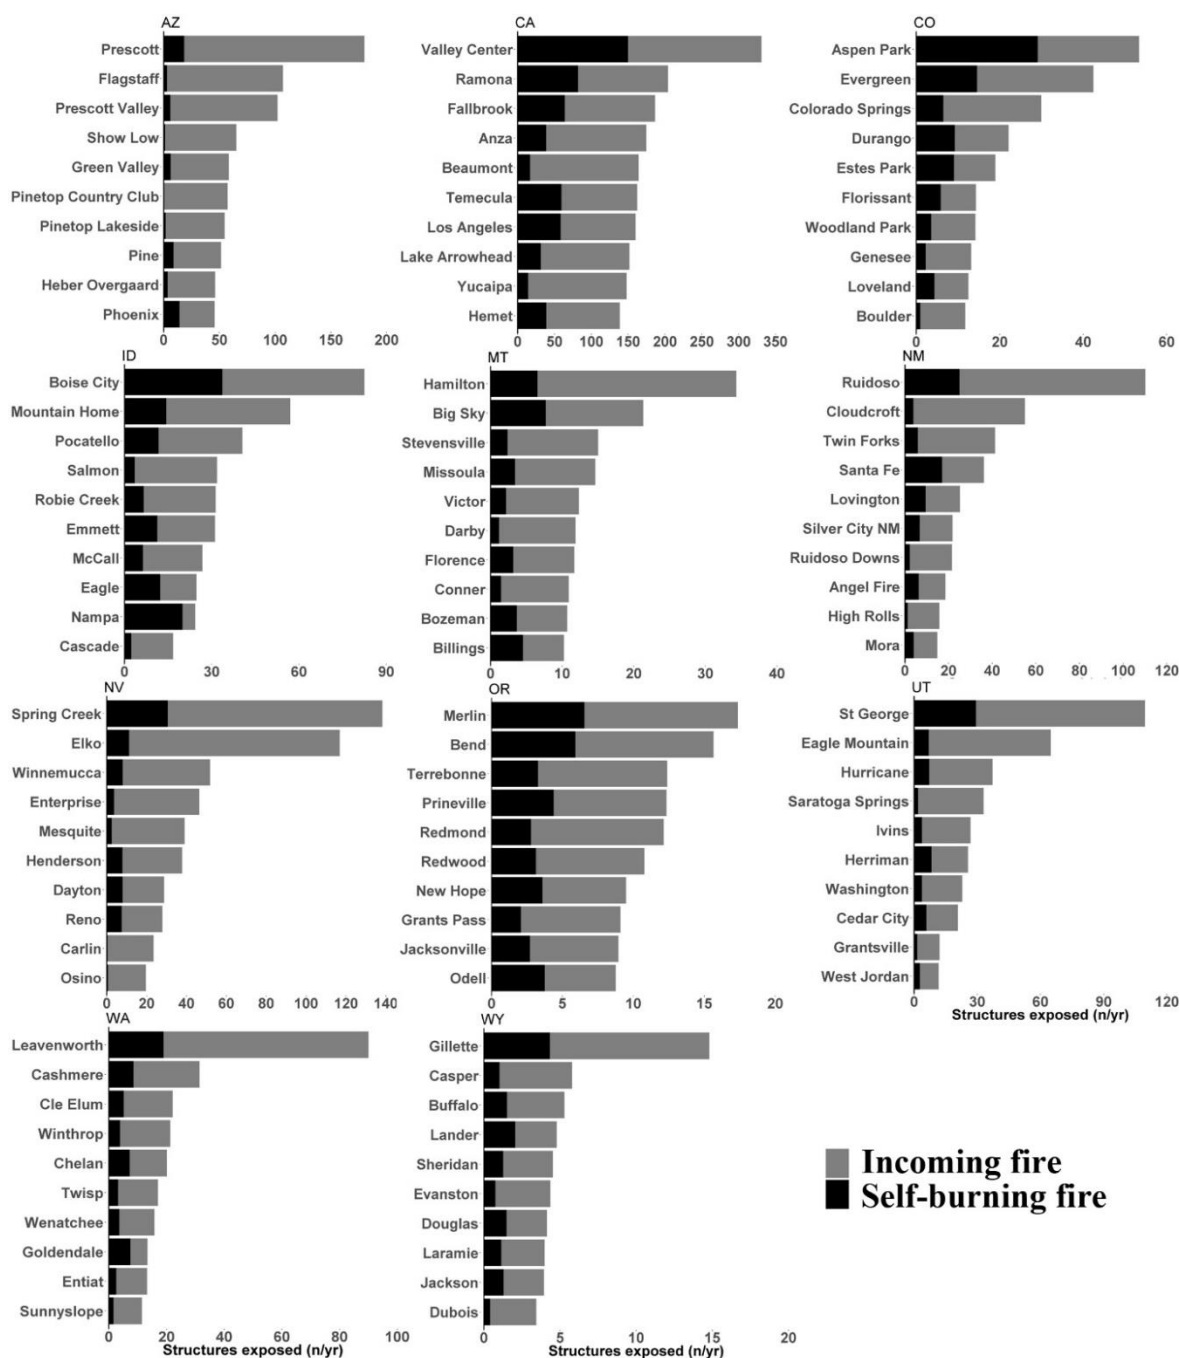 AZ
Prescott
Flagstaff
Prescott Valley
Show Low
Green Valley
Pinetop Country Club
Pinetop Lakeside
Pine
Heber Overgaard
Phoenix
0 50 100 150 200
CA
Valley Center
Ramona
Fallbrook
Anza
Beaumont
Temecula
Los Angeles
Lake Arrowhead
Yucaipa
Hemet
0 50 100 150 200 250 300 350
CO
Aspen Park
Evergreen
Colorado Springs
Durango
Estes Park
Florissant
Woodland Park
Genesee
Loveland
Boulder
0 20 40 60
ID
Boise City
Mountain Home
Pocatello
Salmon
Robie Creek
Emmett
McCall
Eagle
Nampa
Cascade
0 30 60 90
MT
Hamilton
Big Sky
Stevensville
Missoula
Victor
Darby
Florence
Conner
Bozeman
Billings
0 10 20 30 40
NM
Ruidoso
Cloudcroft
Twin Forks
Santa Fe
Lovington
Silver City NM
Ruidoso Downs
Angel Fire
High Rolls
Mora
0 20 40 60 80 100 120
NV
Spring Creek
Elko
Winnemucca
Enterprise
Mesquite
Henderson
Dayton
Reno
Carlin
Osino
0 20 40 60 80 100 120 140
OR
Merlin
Bend
Terrebonne
Prineville
Redmond
Redwood
New Hope
Grants Pass
Jacksonville
Odell
0 5 10 15 20
UT
St George
Eagle Mountain
Hurricane
Saratoga Springs
Ivins
Herriman
Washington
Cedar City
Grantsville
West Jordan
0 30 60 90 120
Structures exposed (n/yr)
WA
Leavenworth
Cashmere
Cle Elum
Winthrop
Chelan
Twisp
Wenatchee
Goldendale
Entiat
Sunnyslope
0 20 40 60 80 100
Structures exposed (n/yr)
WY
Gillette
Casper
Buffalo
Lander
Sheridan
Evanston
Douglas
Laramie
Jackson
Dubois
0 5 10 15 20
Structures exposed (n/yr)
Incoming fire
Self-burning fire